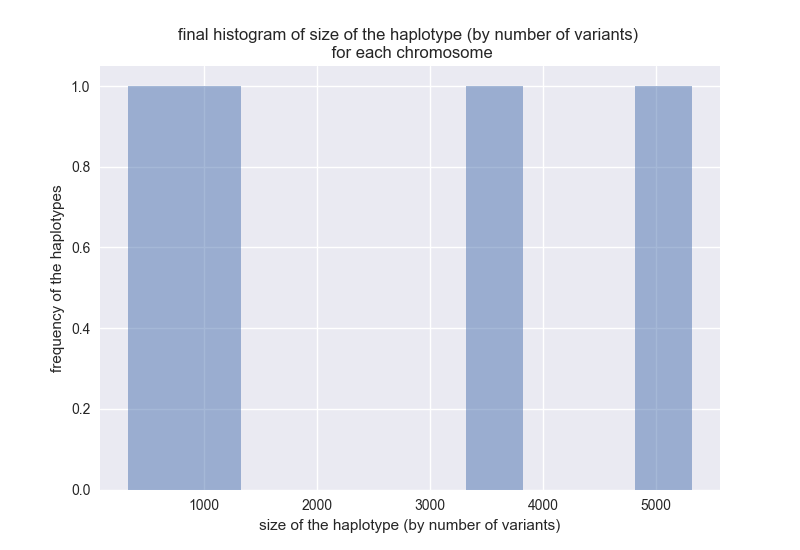 final histogram of size of the haplotype (by number of variants)
for each chromosome
1.0
0.8
0.6
0.4
0.2
0.0
frequency of the haplotypes
1000 2000 3000 4000 5000
size of the haplotype (by number of variants)